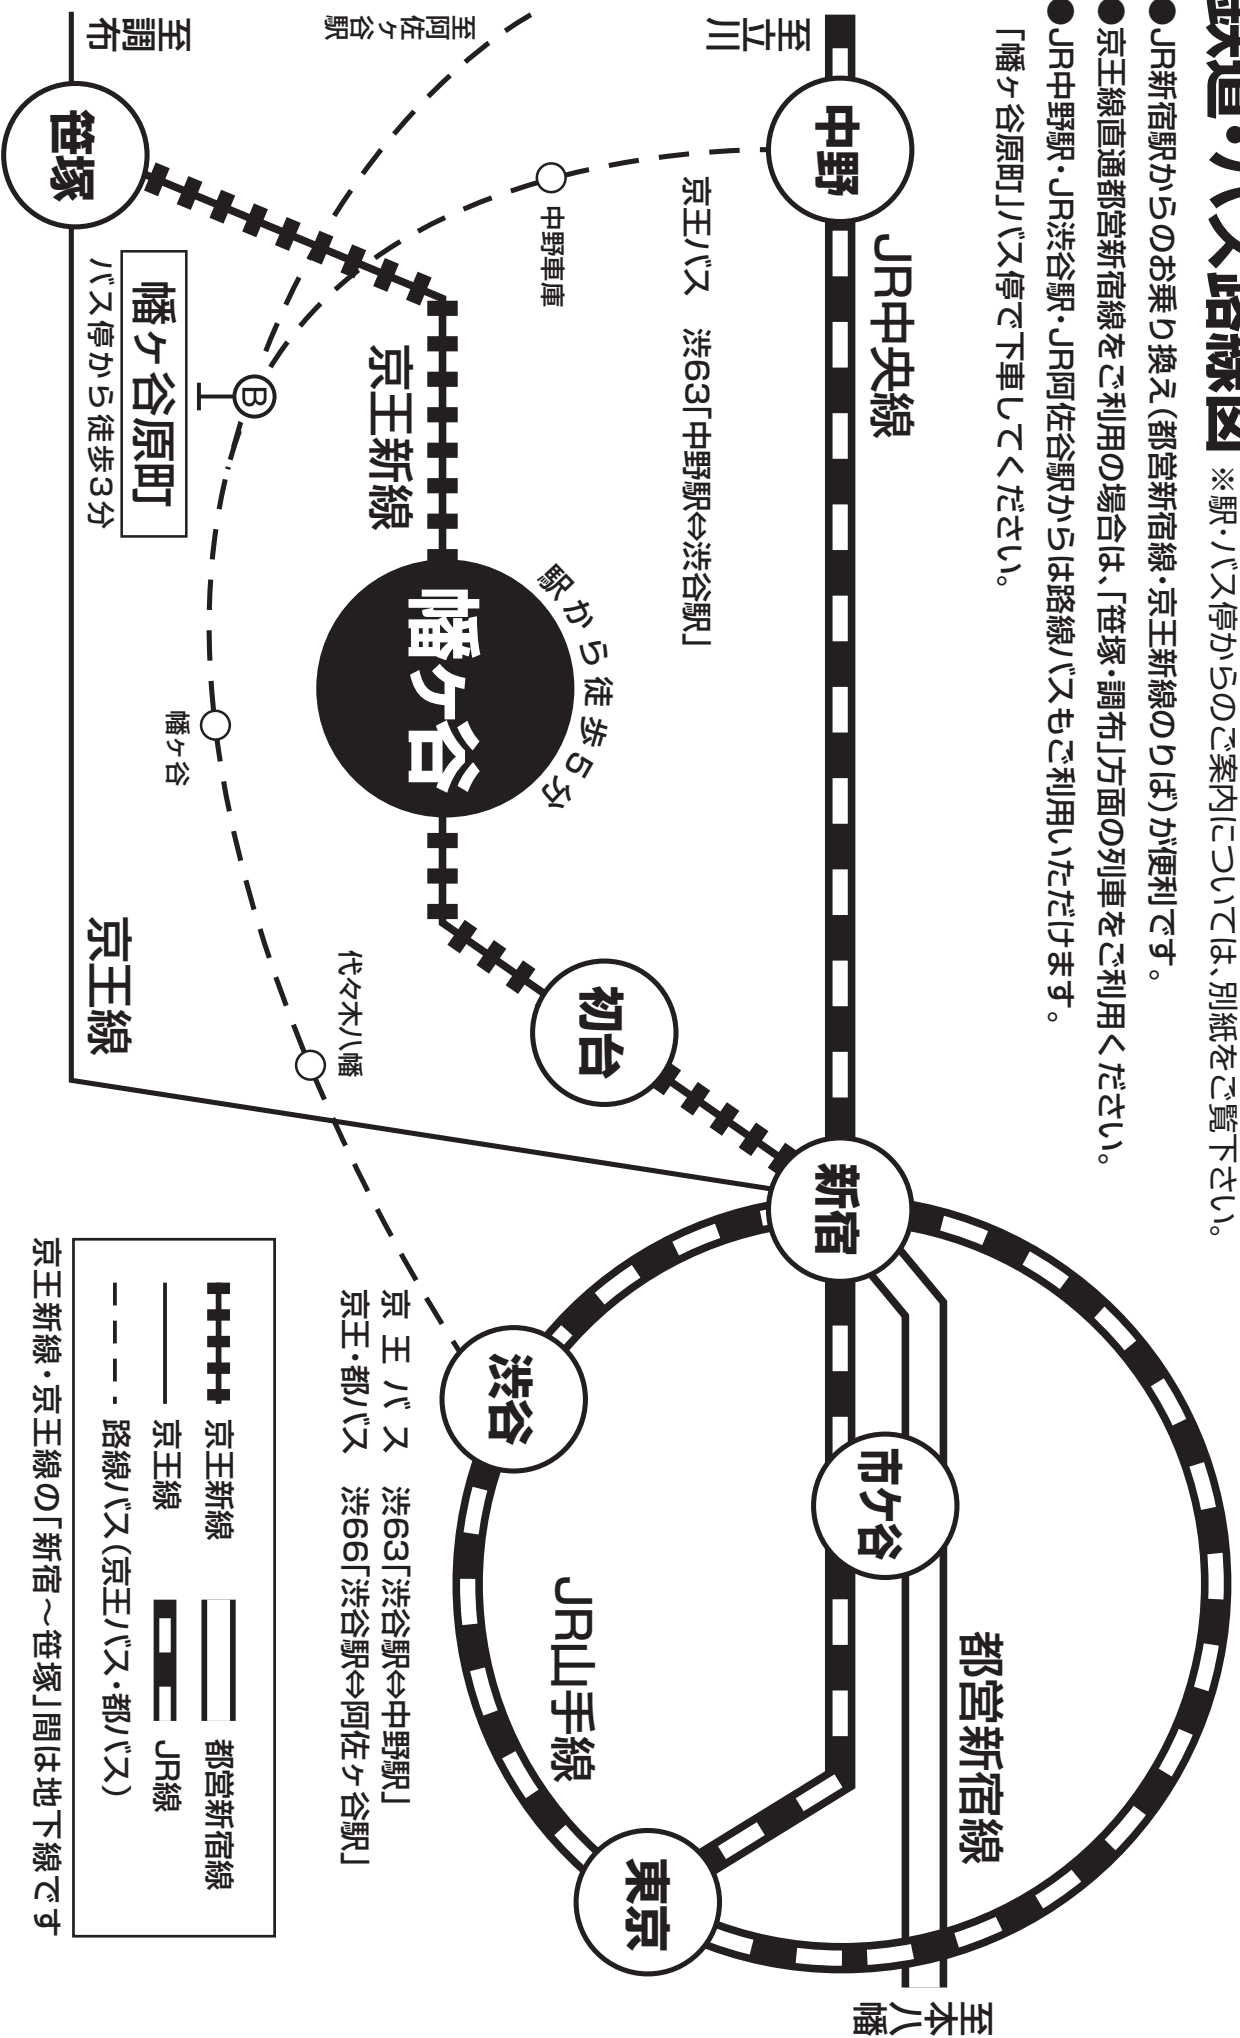 鉄道・バス路線図 ※駅・バス停からのご案内については、別紙をご覧下さい。
●JR新宿駅からのお乗り換え（都営新宿線・京王新線のりば）が便利です。
●京王線直通都営新宿線をご利用の場合は、「笹塚・調布」方面の列車をご利用ください。
●JR中野駅・JR渋谷駅・JR阿佐谷駅からは路線バスもご利用いただけます。
「幡ヶ谷原町」バス停で下車してください。
至立川
中野
JR中央線
新宿
市ヶ谷
都営新宿線
至本八幡
京王バス 渋63「中野駅⇔渋谷駅」
中野車庫
駅から徒歩5分
幡ヶ谷
初台
東京
JR山手線
渋谷
至阿佐ヶ谷駅
京王新線
京王バス 渋63「渋谷駅⇔中野駅」
京王・都バス 渋66「渋谷駅⇔阿佐ヶ谷駅」
代々木八幡
B
幡ヶ谷
幡ヶ谷原町
バス停から徒歩3分
至調布
笹塚
京王線
京王新線 都営新宿線
京王線 JR線
路線バス（京王バス・都バス）
京王新線・京王線の「新宿～笹塚」間は地下線です